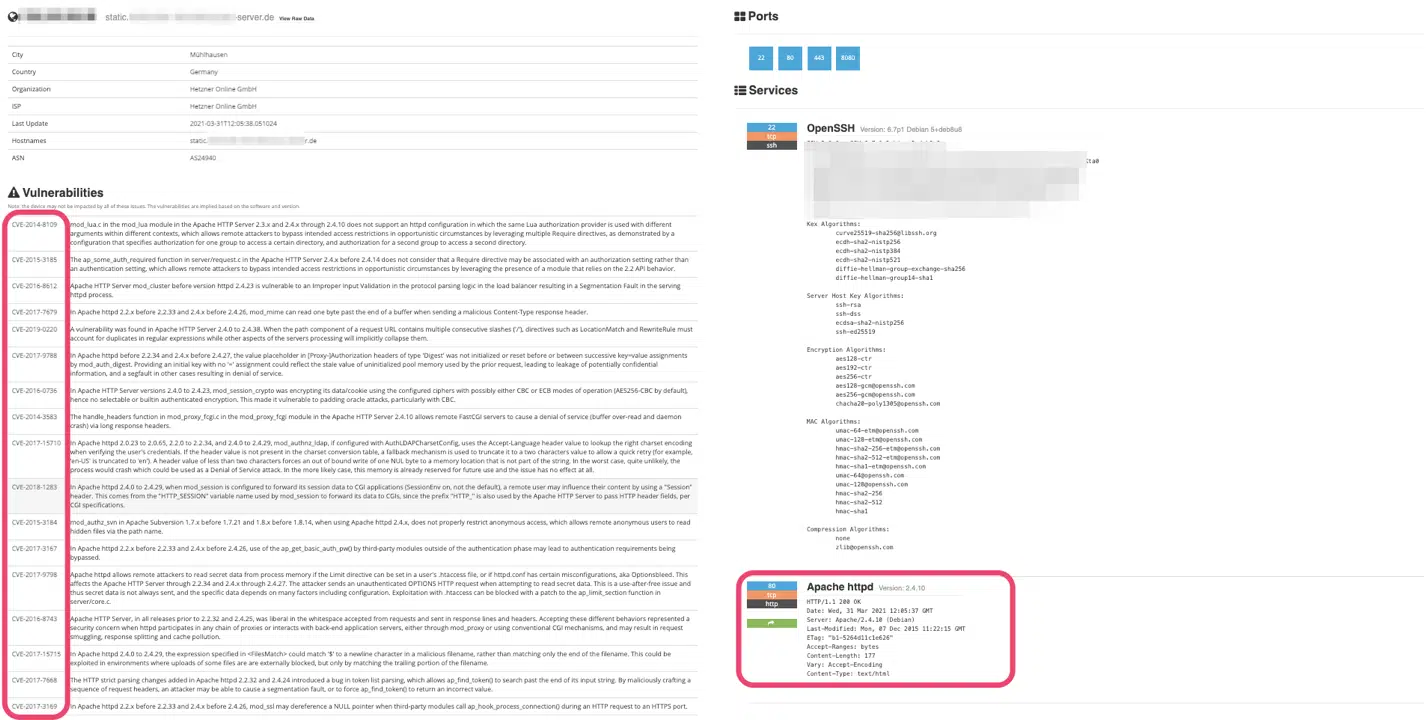 static.
-server.de View Raw Data
City Mühlhausen
Country Germany
Organization Hetzner Online GmbH
ISP Hetzner Online GmbH
Last Update 2021-03-31T12:05:38.051024
Hostnames static. r.de
ASN AS24940
Vulnerabilities
Note: the device may not be impacted by all of these issues. The vulnerabilities are implied based on the software and version.
CVE-2014-8109 mod_lua.c in the mod_lua module in the Apache HTTP Server 2.3.x and 2.4.x through 2.4.10 does not support an httpd configuration in which the same Lua authorization provider is used with different
arguments within different contexts, which allows remote attackers to bypass intended access restrictions in opportunistic circumstances by leveraging multiple Require directives, as demonstrated by a
configuration that specifies authorization for one group to access a certain directory, and authorization for a second group to access a second directory.
CVE-2015-3185 The ap_some_auth_required function in server/request.c in the Apache HTTP Server 2.4.x before 2.4.14 does not consider that a Require directive may be associated with an authorization setting rather than
an authentication setting, which allows remote attackers to bypass intended access restrictions in opportunistic circumstances by leveraging the presence of a module that relies on the 2.2 API behavior.
CVE-2016-8612 Apache HTTP Server mod_cluster before version httpd 2.4.23 is vulnerable to an Improper Input Validation in the protocol parsing logic in the load balancer resulting in a Segmentation Fault in the serving
httpd process.
CVE-2017-7679 In Apache httpd 2.2.x before 2.2.33 and 2.4.x before 2.4.26, mod_mime can read one byte past the end of a buffer when sending a malicious Content-Type response header.
CVE-2019-0220 A vulnerability was found in Apache HTTP Server 2.4.0 to 2.4.38. When the path component of a request URL contains multiple consecutive slashes ('/'), directives such as LocationMatch and RewriteRule must
account for duplicates in regular expressions while other aspects of the servers processing will implicitly collapse them.
CVE-2017-9788 In Apache httpd before 2.2.34 and 2.4.x before 2.4.27, the value placeholder in [Proxy-]Authorization headers of type 'Digest' was not initialized or reset before or between successive key=value assignments
by mod_auth_digest. Providing an initial key with no '=' assignment could reflect the stale value of uninitialized pool memory used by the prior request, leading to leakage of potentially confidential
information, and a segfault in other cases resulting in denial of service.
CVE-2016-0736 In Apache HTTP Server versions 2.4.0 to 2.4.23, mod_session_crypto was encrypting its data/cookie using the configured ciphers with possibly either CBC or ECB modes of operation (AES256-CBC by default),
hence no selectable or builtin authenticated encryption. This made it vulnerable to padding oracle attacks, particularly with CBC.
CVE-2014-3583 The handle_headers function in mod_proxy_fcgi.c in the mod_proxy_fcgi module in the Apache HTTP Server 2.4.10 allows remote FastCGI servers to cause a denial of service (buffer over-read and daemon
crash) via long response headers.
CVE-2017-15710 In Apache httpd 2.0.23 to 2.0.65, 2.2.0 to 2.2.34, and 2.4.0 to 2.4.29, mod_authnz_ldap, if configured with AuthLDAPCharsetConfig, uses the Accept-Language header value to lookup the right charset encoding
when verifying the user's credentials. If the header value is not present in the charset conversion table, a fallback mechanism is used to truncate it to a two characters value to allow a quick retry (for example,
'en-US' is truncated to 'en'). A header value of less than two characters forces an out of bound write of one NUL byte to a memory location that is not part of the string. In the worst case, quite unlikely, the
process would crash which could be used as a Denial of Service attack. In the more likely case, this memory is already reserved for future use and the issue has no effect at all.
CVE-2018-1283 In Apache httpd 2.4.0 to 2.4.29, when mod_session is configured to forward its session data to CGI applications (SessionEnv on, not the default), a remote user may influence their content by using a "Session"
header. This comes from the "HTTP_SESSION" variable name used by mod_session to forward its data to CGIs, since the prefix "HTTP_" is also used by the Apache HTTP Server to pass HTTP header fields, per
CGI specifications.
CVE-2015-3184 mod_authz_svn in Apache Subversion 1.7.x before 1.7.21 and 1.8.x before 1.8.14, when using Apache httpd 2.4.x, does not properly restrict anonymous access, which allows remote anonymous users to read
hidden files via the path name.
CVE-2017-3167 In Apache httpd 2.2.x before 2.2.33 and 2.4.x before 2.4.26, use of the ap_get_basic_auth_pw() by third-party modules outside of the authentication phase may lead to authentication requirements being
bypassed.
CVE-2017-9798 Apache httpd allows remote attackers to read secret data from process memory if the Limit directive can be set in a user's .htaccess file, or if httpd.conf has certain misconfigurations, aka Optionsbleed. This
affects the Apache HTTP Server through 2.2.34 and 2.4.x through 2.4.27. The attacker sends an unauthenticated OPTIONS HTTP request when attempting to read secret data. This is a use-after-free issue and
thus secret data is not always sent, and the specific data depends on many factors including configuration. Exploitation with .htaccess can be blocked with a patch to the ap_limit_section function in
server/core.c.
CVE-2016-8743 Apache HTTP Server, in all releases prior to 2.2.32 and 2.4.25, was liberal in the whitespace accepted from requests and sent in response lines and headers. Accepting these different behaviors represented a
security concern when httpd participates in any chain of proxies or interacts with back-end application servers, either through mod_proxy or using conventional CGI mechanisms, and may result in request
smuggling, response splitting and cache pollution.
CVE-2017-15715 In Apache httpd 2.4.0 to 2.4.29, the expression specified in <FilesMatch> could match '$' to a newline character in a malicious filename, rather than matching only the end of the filename. This could be
exploited in environments where uploads of some files are are externally blocked, but only by matching the trailing portion of the filename.
CVE-2017-7668 The HTTP strict parsing changes added in Apache httpd 2.2.32 and 2.4.24 introduced a bug in token list parsing, which allows ap_find_token() to search past the end of its input string. By maliciously crafting a
sequence of request headers, an attacker may be able to cause a segmentation fault, or to force ap_find_token() to return an incorrect value.
CVE-2017-3169 In Apache httpd 2.2.x before 2.2.33 and 2.4.x before 2.4.26, mod_ssl may dereference a NULL pointer when third-party modules call ap_hook_process_connection() during an HTTP request to an HTTPS port.
Ports
22 80 443 8080
Services
22
tcp
ssh
OpenSSH Version: 6.7p1 Debian 5+deb8u8
Kex Algorithms:
curve25519-sha256@libssh.org
ecdh-sha2-nistp256
ecdh-sha2-nistp384
ecdh-sha2-nistp521
diffie-hellman-group-exchange-sha256
diffie-hellman-group14-sha1
Server Host Key Algorithms:
ssh-rsa
ssh-dss
ecdsa-sha2-nistp256
ssh-ed25519
Encryption Algorithms:
aes128-ctr
aes192-ctr
aes256-ctr
aes128-gcm@openssh.com
aes256-gcm@openssh.com
chacha20-poly1305@openssh.com
MAC Algorithms:
umac-64-etm@openssh.com
umac-128-etm@openssh.com
hmac-sha2-256-etm@openssh.com
hmac-sha2-512-etm@openssh.com
hmac-sha1-etm@openssh.com
umac-64@openssh.com
umac-128@openssh.com
hmac-sha2-256
hmac-sha2-512
hmac-sha1
Compression Algorithms:
none
zlib@openssh.com
80
tcp
http
Apache httpd Version: 2.4.10
HTTP/1.1 200 OK
Date: Wed, 31 Mar 2021 12:05:37 GMT
Server: Apache/2.4.10 (Debian)
Last-Modified: Mon, 07 Dec 2015 11:22:15 GMT
ETag: "b1-5264d11c1e626"
Accept-Ranges: bytes
Content-Length: 177
Vary: Accept-Encoding
Content-Type: text/html